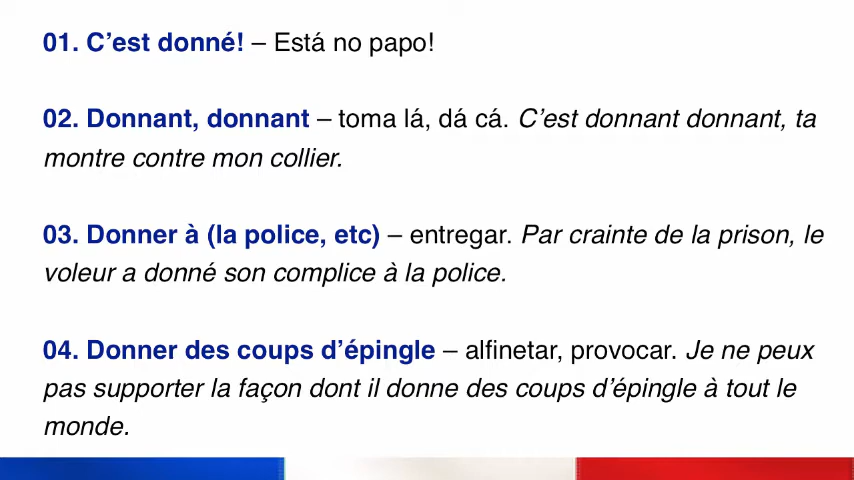 01. C’est donné! – Está no papo!
02. Donnant, donnant – toma lá, dá cá. C’est donnant donnant, ta
montre contre mon collier.
03. Donner à (la police, etc) – entregar. Par crainte de la prison, le
voleur a donné son complice à la police.
04. Donner des coups d’épingle – alfinetar, provocar. Je ne peux
pas supporter la façon dont il donne des coups d’épingle à tout le
monde.